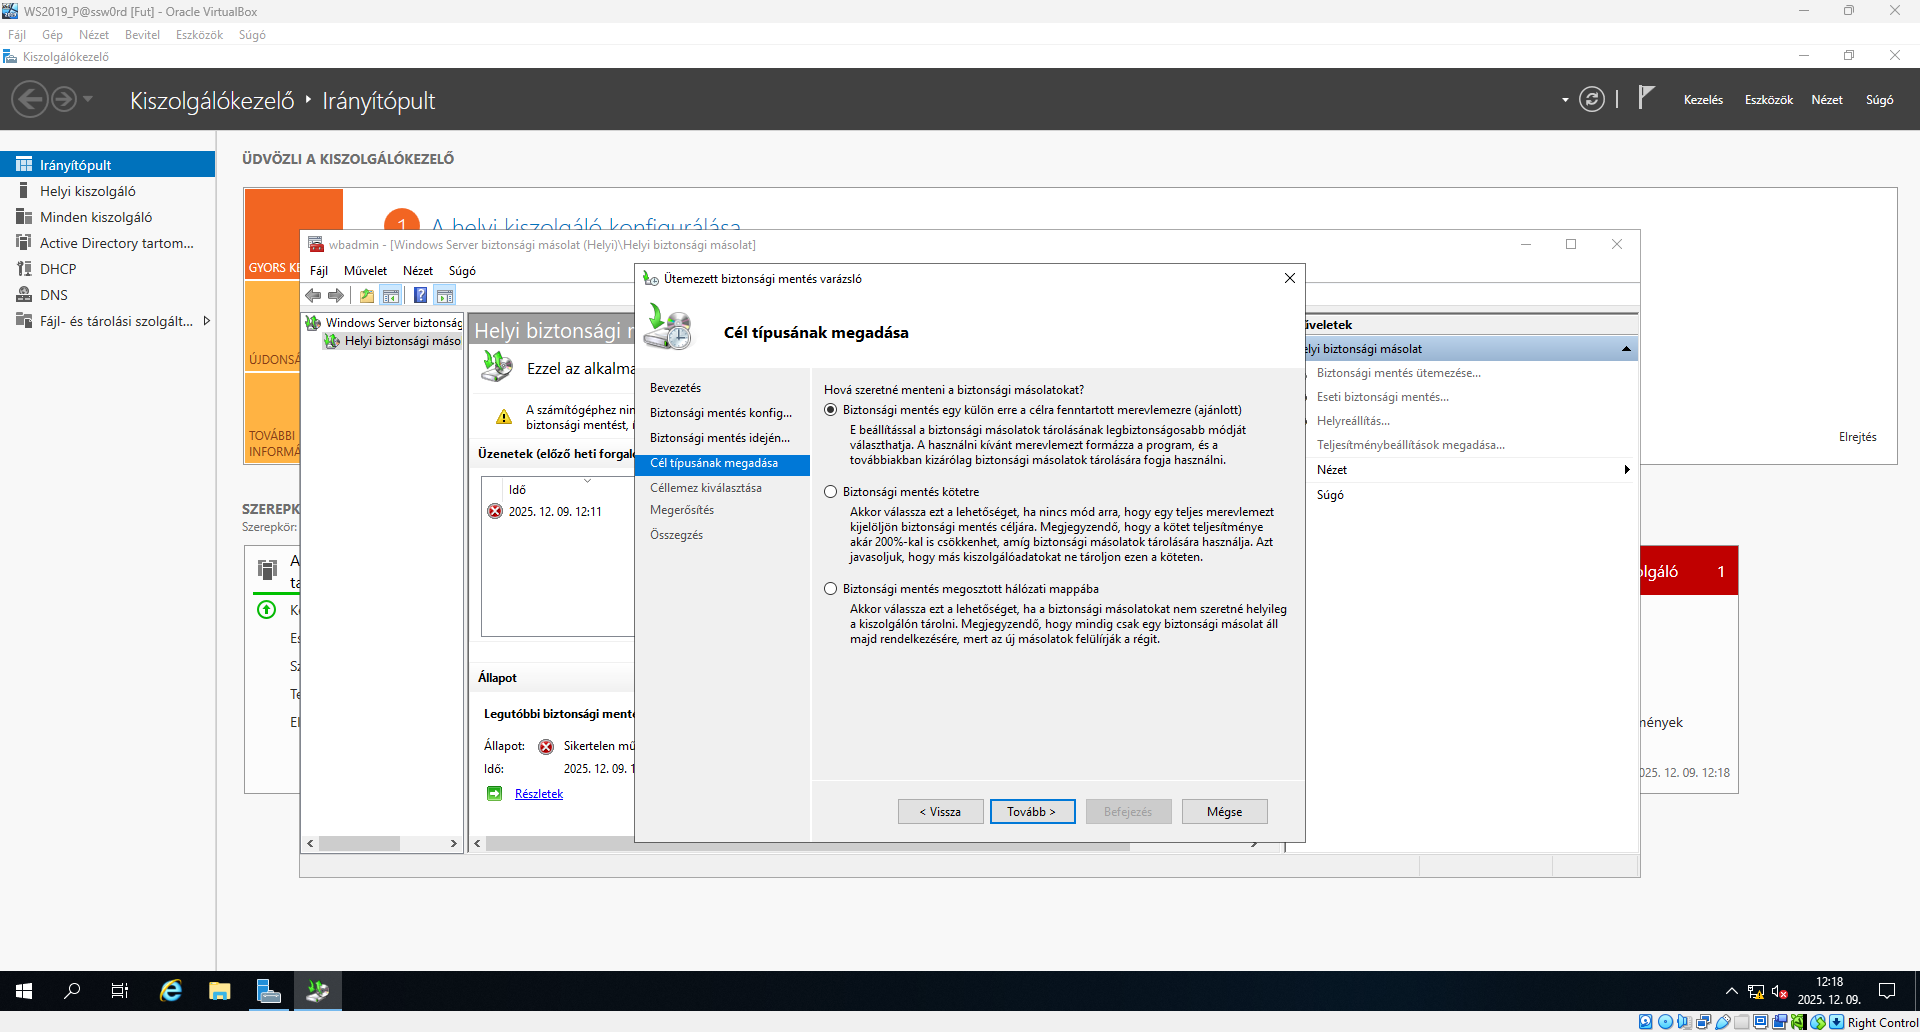 WS2019_P@ssw0rd [Fut] - Oracle VirtualBox
Fájl Gép Nézet Bevitel Eszközök Súgó
Kiszolgálókezelő
Kiszolgálókezelő Irányítópult
Kezelés Eszközök Nézet Súgó
Irányítópult
Helyi kiszolgáló
Minden kiszolgáló
Active Directory tartom...
DHCP
DNS
Fájl- és tárolási szolgált...
ÜDVÖZLI A KISZOLGÁLÓKEZELŐ
1 A helyi kiszolgáló konfigurálása
GYORS KE
ÚJDONSÁ
TOVÁBBI
INFORMÁ
Elrejtés
SZEREPK
Szerepkör:
wbadmin - [Windows Server biztonsági másolat (Helyi)\Helyi biztonsági másolat]
Fájl Művelet Nézet Súgó
Windows Server biztonság
Helyi biztonsági máso
Helyi biztonsági
Ezzel az alkalma
A számítógéphez nin
biztonsági mentést,
Üzenetek (előző heti forgal
Idő
2025. 12. 09. 12:11
Állapot
Legutóbbi biztonsági ment
Állapot: Sikertelen mű
Idő: 2025. 12. 09. 1
Részletek
Ütemezett biztonsági mentés varázsló
Cél típusának megadása
Bevezetés
Biztonsági mentés konfig...
Biztonsági mentés idején...
Cél típusának megadása
Céllemez kiválasztása
Megerősítés
Összegzés
Hová szeretné menteni a biztonsági másolatokat?
Biztonsági mentés egy külön erre a célra fenntartott merevlemezre (ajánlott)
E beállítással a biztonsági másolatok tárolásának legbiztonságosabb módját
választhatja. A használni kívánt merevlemezt formázza a program, és a
továbbiakban kizárólag biztonsági másolatok tárolására fogja használni.
Biztonsági mentés kötetre
Akkor válassza ezt a lehetőséget, ha nincs mód arra, hogy egy teljes merevlemezt
kijelöljön biztonsági mentés céljára. Megjegyzendő, hogy a kötet teljesítménye
akár 200%-kal is csökkenhet, amíg biztonsági másolatok tárolására használja. Azt
javasoljuk, hogy más kiszolgálóadatokat ne tároljon ezen a köteten.
Biztonsági mentés megosztott hálózati mappába
Akkor válassza ezt a lehetőséget, ha a biztonsági másolatokat nem szeretné helyileg
a kiszolgálón tárolni. Megjegyzendő, hogy mindig csak egy biztonsági másolat áll
majd rendelkezésére, mert az új másolatok felülírják a régit.
< Vissza Tovább > Befejezés Mégse
űveletek
elyi biztonsági másolat
Biztonsági mentés ütemezése...
Eseti biztonsági mentés...
Helyreállítás...
Teljesítménybeállítások megadása...
Nézet
Súgó
olgáló 1
mények
025. 12. 09. 12:18
12:18
2025. 12. 09.
Right Control